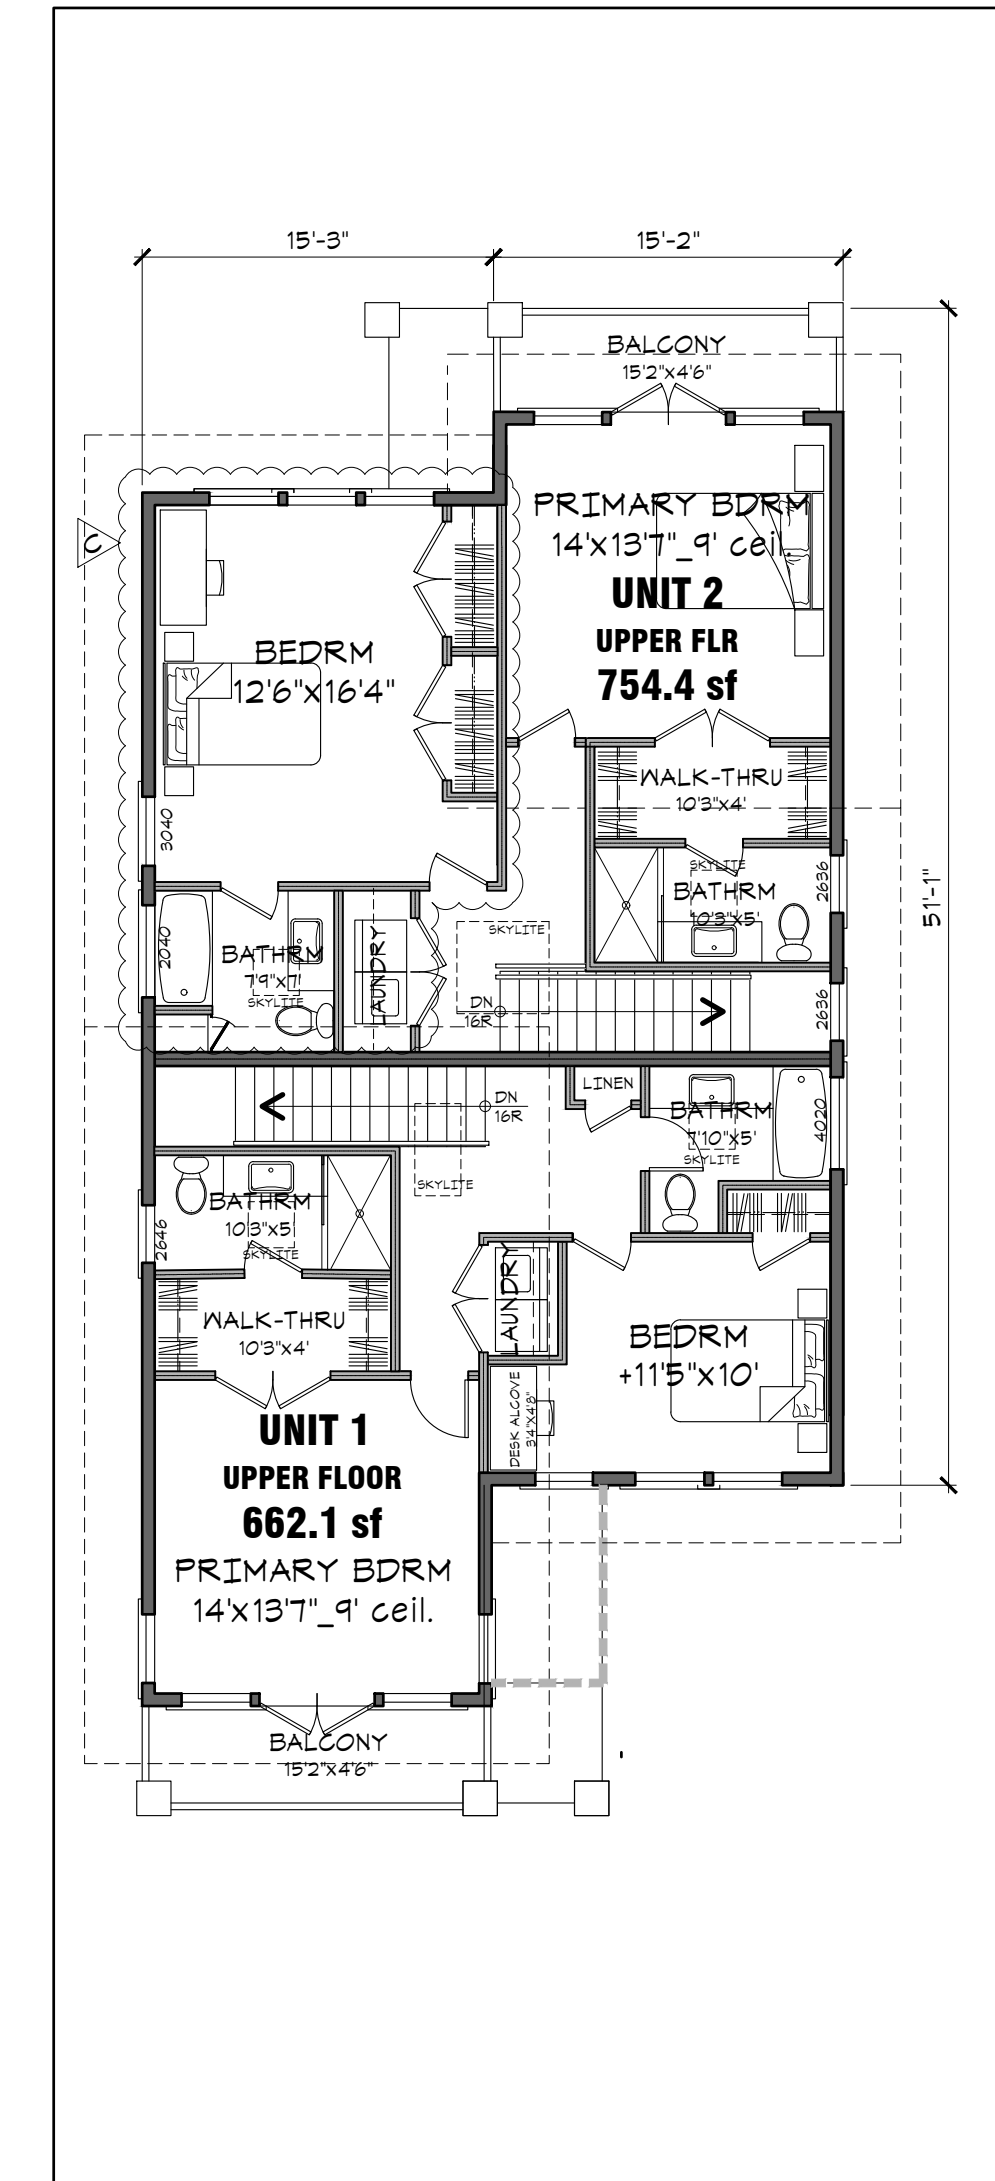 15'-3"
15'-2"
BALCONY
15'2"x4'6"
C
PRIMARY BDRM
14'x13'7"_9' ceil.
UNIT 2
UPPER FLR
754.4 sf
BEDRM
12'6"x16'4"
WALK-THRU
10'3"x4'
3040
SKYLITE
BATHRM
10'3"x5'
2636
51'-1"
SKYLITE
2040
BATHRM
7'9"x7'
SKYLITE
LAUNDRY
DN
16R
2636
LINEN
DN
16R
BATHRM
7'10"x5'
SKYLITE
4020
SKYLITE
BATHRM
10'3"x5'
SKYLITE
2646
WALK-THRU
10'3"x4'
LAUNDRY
BEDRM
+11'5"x10'
DESK ALCOVE
3'4"x4'8"
UNIT 1
UPPER FLOOR
662.1 sf
PRIMARY BDRM
14'x13'7"_9' ceil.
BALCONY
15'2"x4'6"